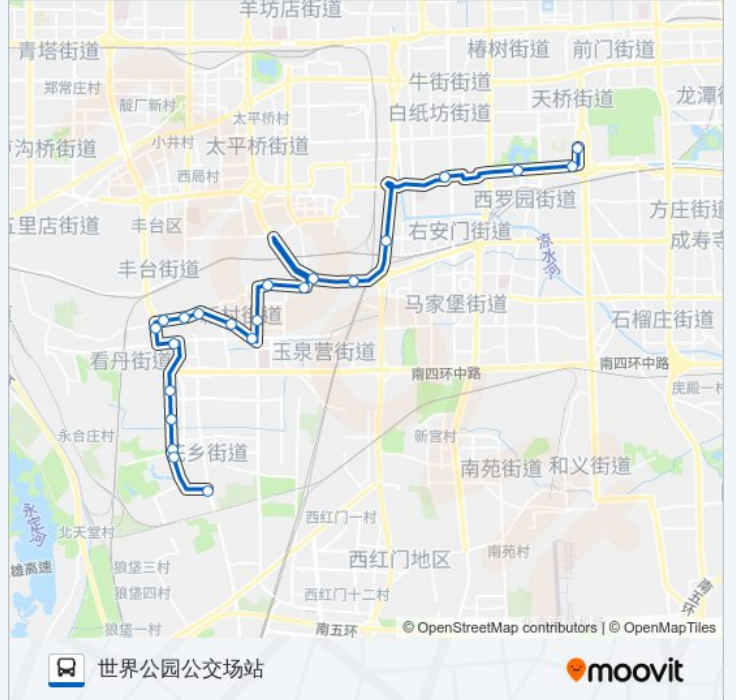 羊坊店街道
青塔街道
椿树街道
前门街道
郑常庄村
牛街街道
靛厂新村
太平桥村
白纸坊街道
天桥街道
龙潭街
小井村
卢沟桥街道
太平桥街道
西局村
西罗园街道
五里店街道
丰台区
右安门街道
方庄街道
成寿寺
凉水河
丰台街道
新村街道
马家堡街道
石榴庄街道
看丹街道
玉泉营街道
南四环中路
南四环中路
庞殿一村
永合庄村
花乡街道
新宫村
南苑街道
和义街道
永定河
北天堂村
西红门一村
西红门地区
南苑村
雄高速
狼垡三村
狼垡四村
西红门十二村
南五环
狼垡一村
南五环
© OpenStreetMap contributors | © OpenMapTiles
世界公园公交场站
moovit